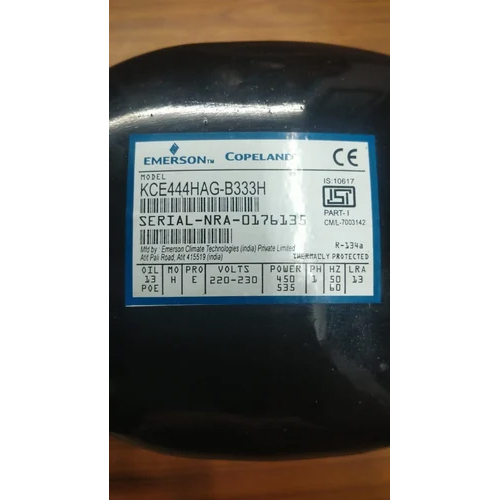 EMERSON™ COPELAND® CE
MODEL
KCE444HAG-B333H
IS:10617
ISI
PART- I
CM/L-7003142
SERIAL-NRA-0176135
Mfd by Emerson Climate Technologies (india) Private Limited
Atit Pali Road, Atit 415519 (india)
R-134a
THERMACLY PROTECTED
OIL MO PRO VOLTS POWER PH HZ LRA
13 H E 220-230 450 1 50 13
POE 535 60